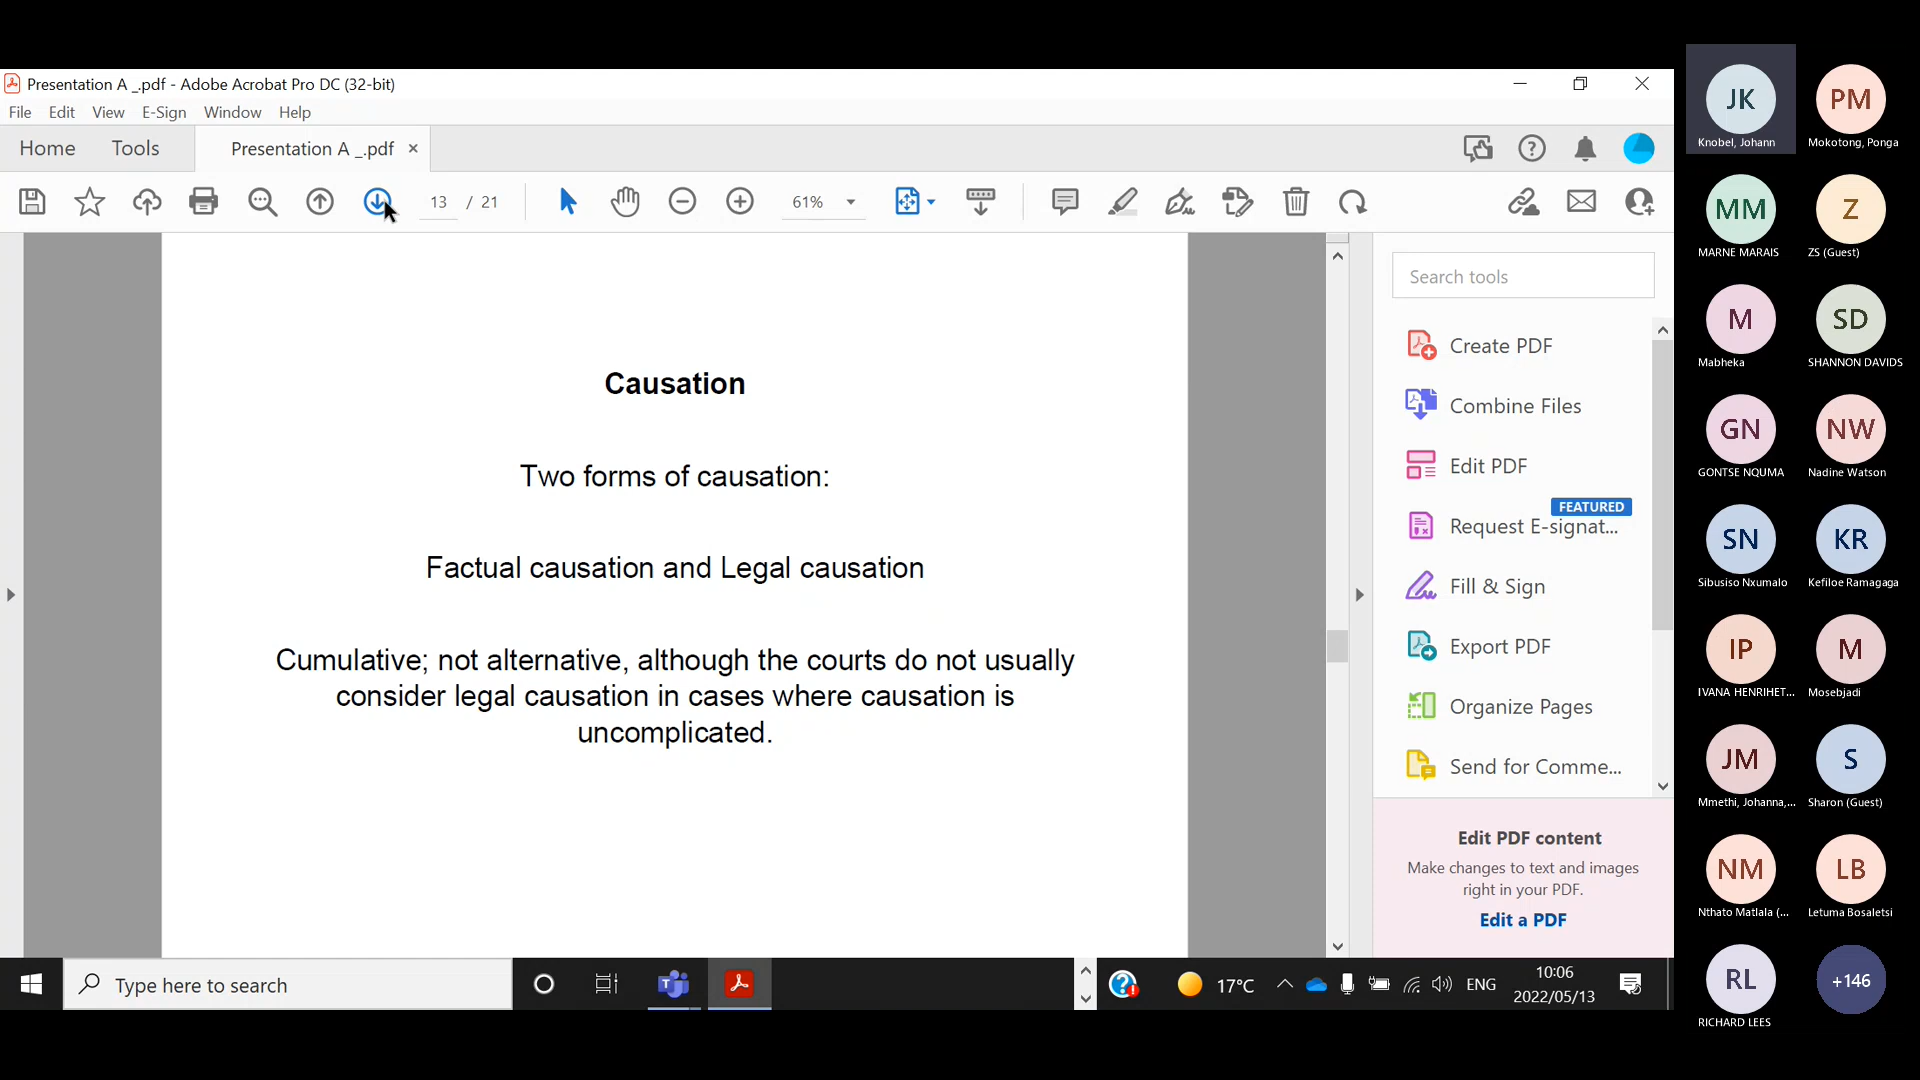 Presentation A _.pdf - Adobe Acrobat Pro DC (32-bit)
File Edit View E-Sign Window Help
Home Tools Presentation A _.pdf ×
13 / 21 61%
Causation
Two forms of causation:
Factual causation and Legal causation
Cumulative; not alternative, although the courts do not usually
consider legal causation in cases where causation is
uncomplicated.
Search tools
Create PDF
Combine Files
Edit PDF
FEATURED
Request E-signat...
Fill & Sign
Export PDF
Organize Pages
Send for Comme...
Edit PDF content
Make changes to text and images
right in your PDF.
Edit a PDF
Type here to search
17°C
ENG
10:06
2022/05/13
JK
Knobel, Johann
PM
Mokotong, Ponga
MM
MARNE MARAIS
Z
ZS (Guest)
M
Mabheka
SD
SHANNON DAVIDS
GN
GONTSE NQUMA
NW
Nadine Watson
SN
Sibusiso Nxumalo
KR
Kefiloe Ramagaga
IP
IVANA HENRIHET...
M
Mosebjadi
JM
Mmethi, Johanna,...
S
Sharon (Guest)
NM
Nthato Matlala (...
LB
Letuma Bosaletsi
RL
RICHARD LEES
+146